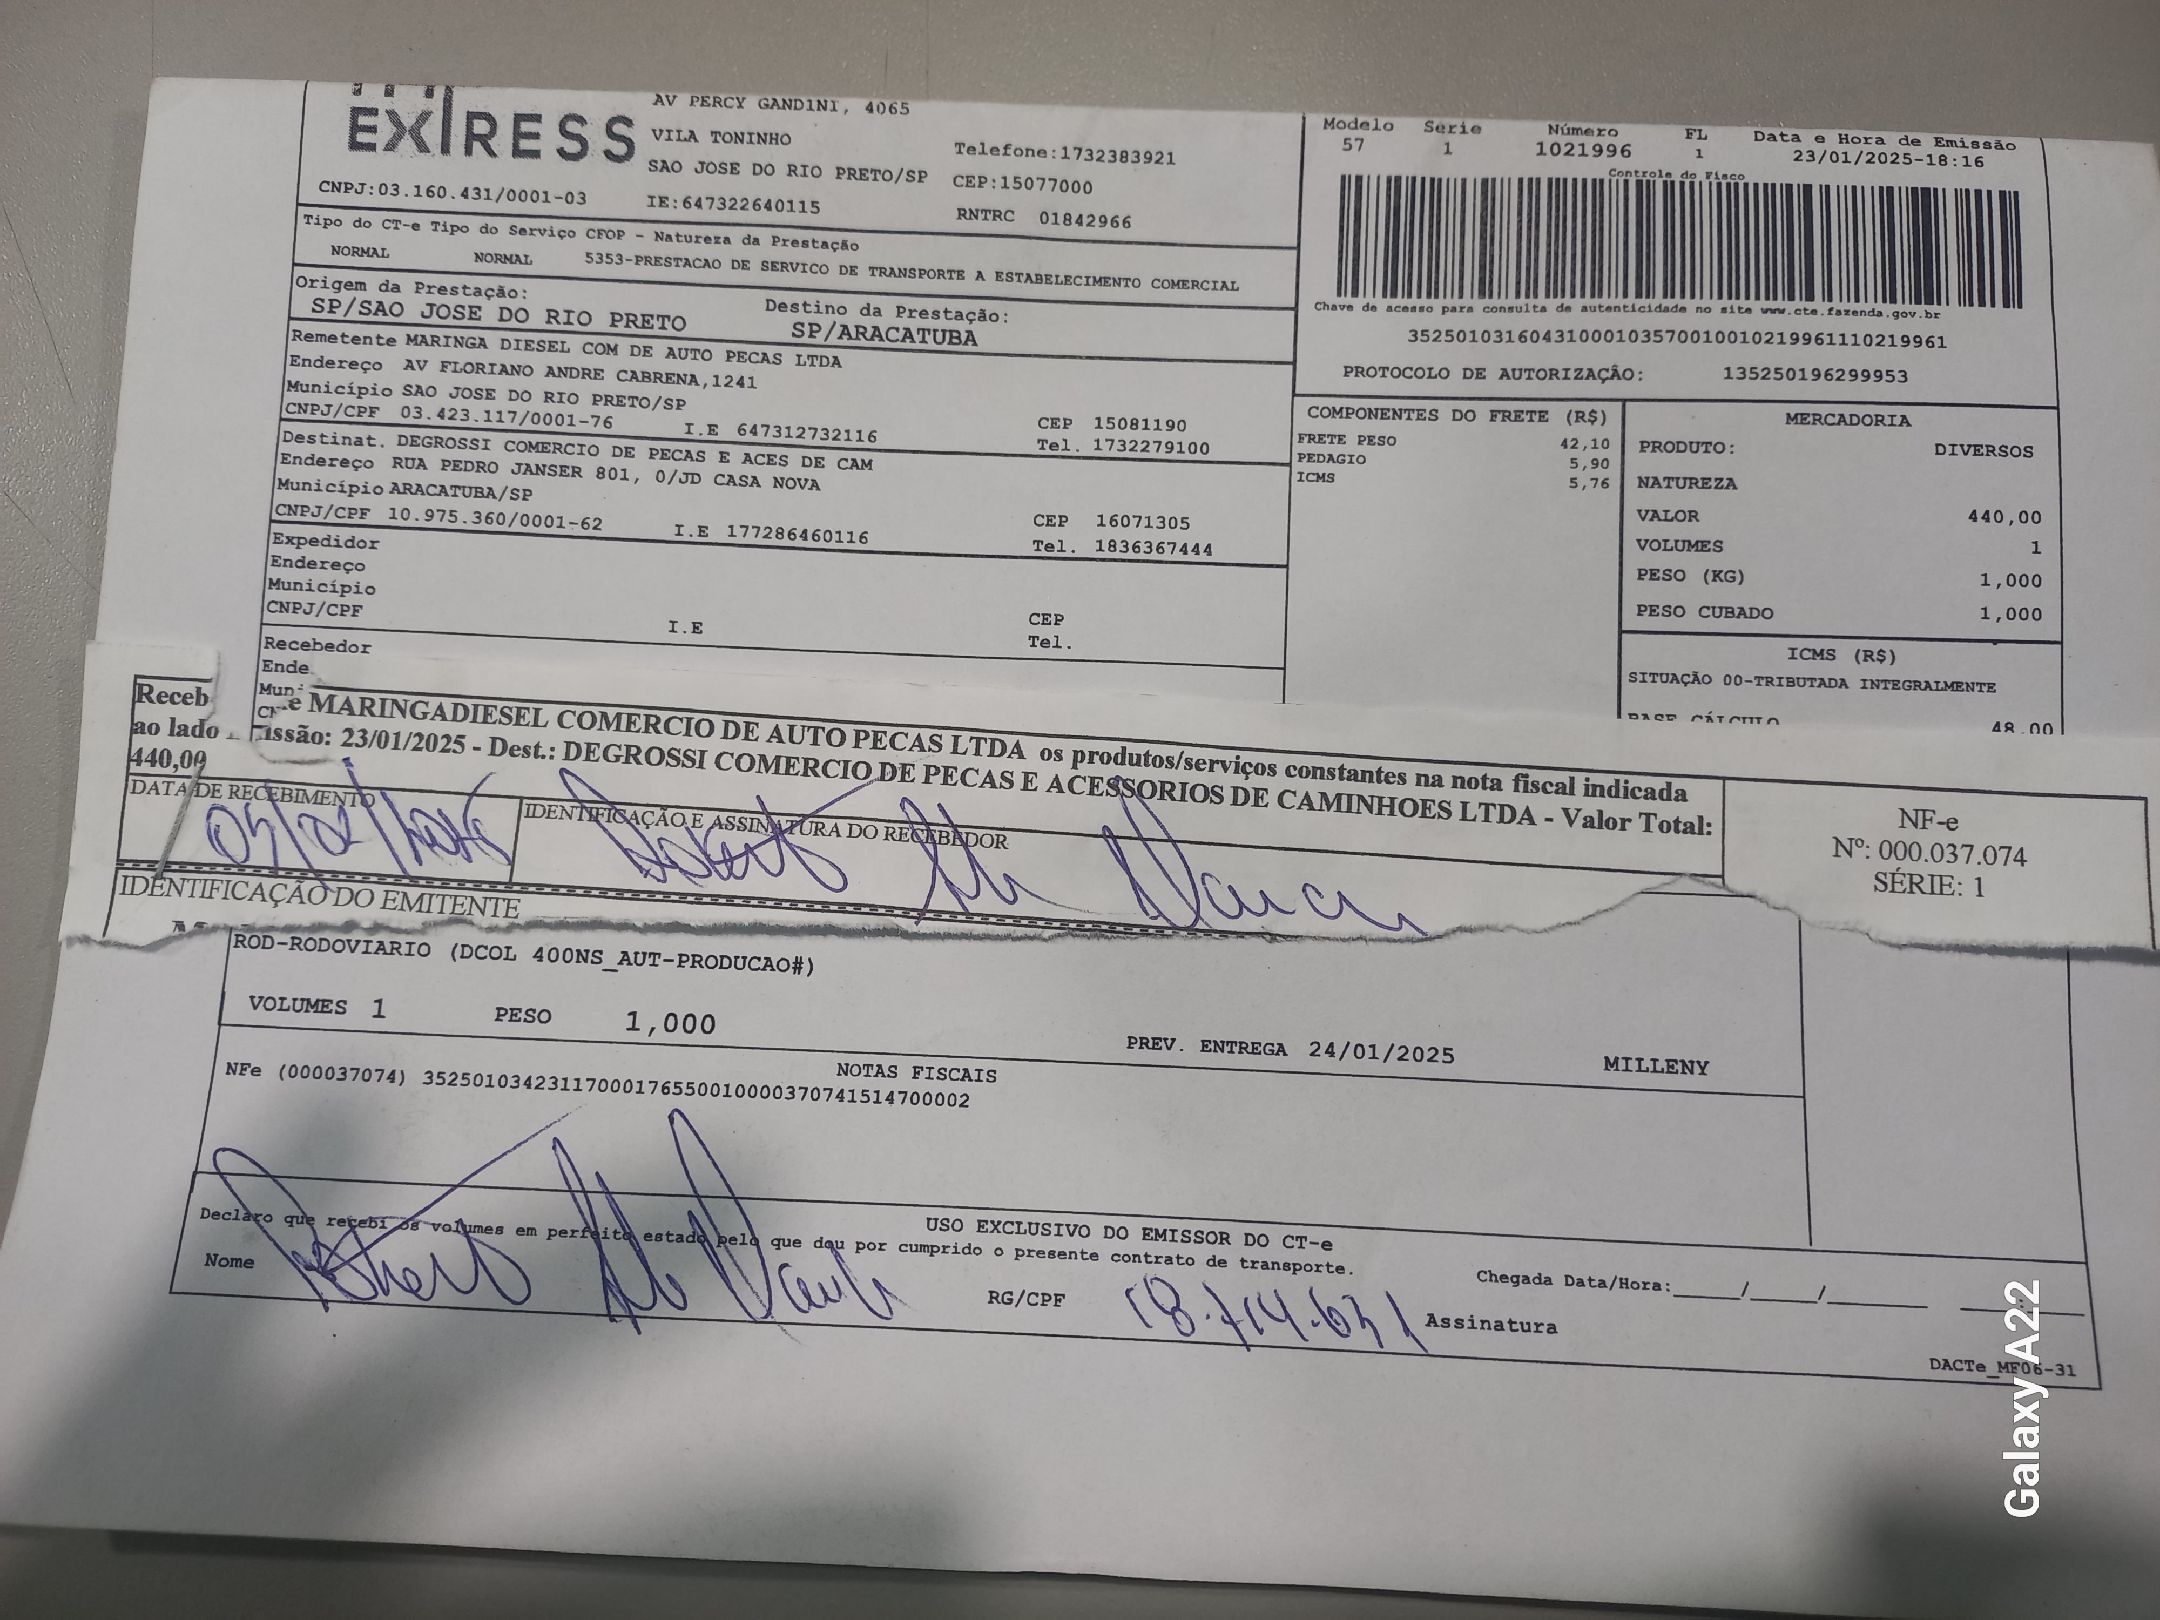 EXPRESS
AV PERCY GANDINI, 4065
VILA TONINHO
Telefone:1732383921
SAO JOSE DO RIO PRETO/SP CEP:15077000
CNPJ:03.160.431/0001-03 IE:647322640115 RNTRC 01842966
Modelo Serie Número FL Data e Hora de Emissão
57 1 1021996 1 23/01/2025-18:16
Controle do Fisco
Tipo do CT-e Tipo do Serviço CFOP - Natureza da Prestação
NORMAL NORMAL 5353-PRESTACAO DE SERVICO DE TRANSPORTE A ESTABELECIMENTO COMERCIAL
Origem da Prestação: Destino da Prestação:
SP/SAO JOSE DO RIO PRETO SP/ARACATUBA
Chave de acesso para consulta de autenticidade no site www.cte.fazenda.gov.br
35250103160431000103570010010219961110219961
PROTOCOLO DE AUTORIZAÇÂO: 135250196299953
Remetente MARINGA DIESEL COM DE AUTO PECAS LTDA
Endereço AV FLORIANO ANDRE CABRENA,1241
Município SAO JOSE DO RIO PRETO/SP CEP 15081190
CNPJ/CPF 03.423.117/0001-76 I.E 647312732116 Tel. 1732279100
Destinat. DEGROSSI COMERCIO DE PECAS E ACES DE CAM
Endereço RUA PEDRO JANSER 801, 0/JD CASA NOVA
Município ARACATUBA/SP CEP 16071305
CNPJ/CPF 10.975.360/0001-62 I.E 177286460116 Tel. 1836367444
Expedidor
Endereço
Município CEP
CNPJ/CPF I.E Tel.
Recebedor
Ende
Mun
COMPONENTES DO FRETE (R$)
FRETE PESO 42,10
PEDAGIO 5,90
ICMS 5,76
MERCADORIA
PRODUTO: DIVERSOS
NATUREZA
VALOR 440,00
VOLUMES 1
PESO (KG) 1,000
PESO CUBADO 1,000
ICMS (R$)
SITUAÇÃO 00-TRIBUTADA INTEGRALMENTE
BASE CÁLCULO 48,00
Receb e MARINGADIESEL COMERCIO DE AUTO PECAS LTDA os produtos/serviços constantes na nota fiscal indicada
ao lado issão: 23/01/2025 - Dest.: DEGROSSI COMERCIO DE PECAS E ACESSORIOS DE CAMINHOES LTDA - Valor Total:
440,00
DATA DE RECEBIMENTO IDENTIFICAÇÃO E ASSINATURA DO RECEBEDOR
NF-e
Nº: 000.037.074
SÉRIE: 1
IDENTIFICAÇÃO DO EMITENTE
ROD-RODOVIARIO (DCOL 400NS_AUT-PRODUCAO#)
VOLUMES 1 PESO 1,000 PREV. ENTREGA 24/01/2025 MILLENY
NOTAS FISCAIS
NFe (000037074) 35250103423117000176550010000370741514700002
USO EXCLUSIVO DO EMISSOR DO CT-e
Declaro que recebi os volumes em perfeito estado pelo que dou por cumprido o presente contrato de transporte.
Nome RG/CPF 18.714.631 Assinatura Chegada Data/Hora:_____/_____/_____
DACTe_MF06-31
Galaxy A22